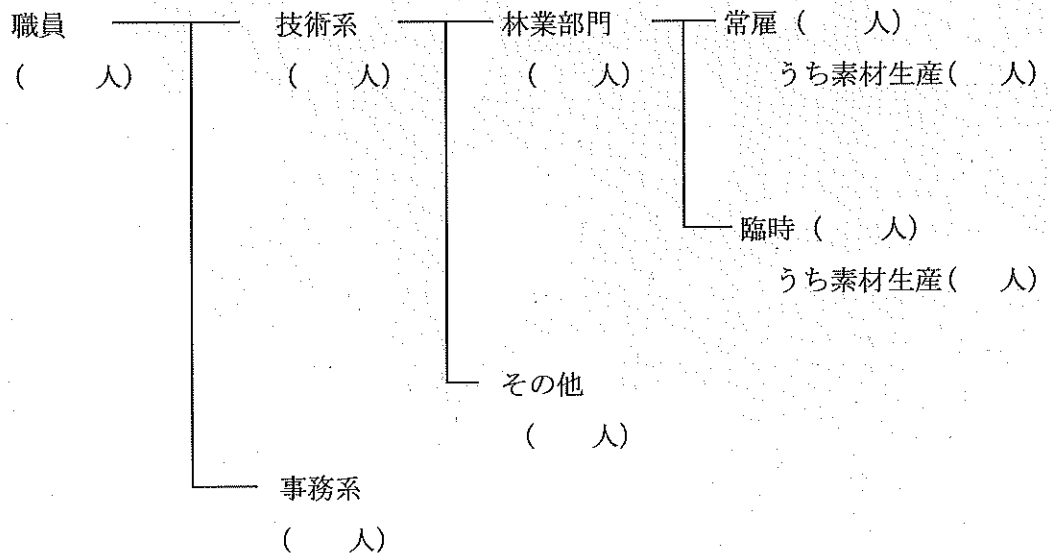 職員 技術系 林業部門 常雇（　　人）
（　　人） （　　人） （　　人） うち素材生産（　　人）
臨時（　　人）
うち素材生産（　　人）
その他
（　　人）
事務系
（　　人）